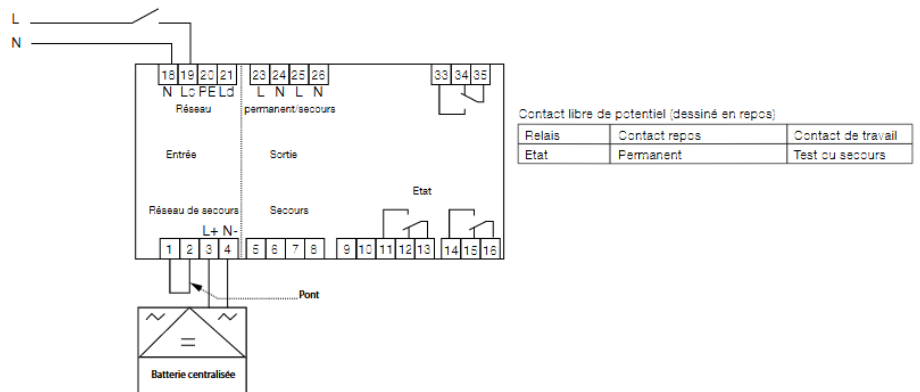 L
N
18 19 20 21 23 24 25 26 33 34 35
N Lc PE Ld L N L N
Réseau permanent/secours
Entrée Sortie
Etat
Réseau de secours Secours
L+ N-
1 2 3 4 5 6 7 8 9 10 11 12 13 14 15 16
Pont
Batterie centralisée
Contact libre de potentiel (dessiné en repos)
Relais Contact repos Contact de travail
Etat Permanent Test ou secours